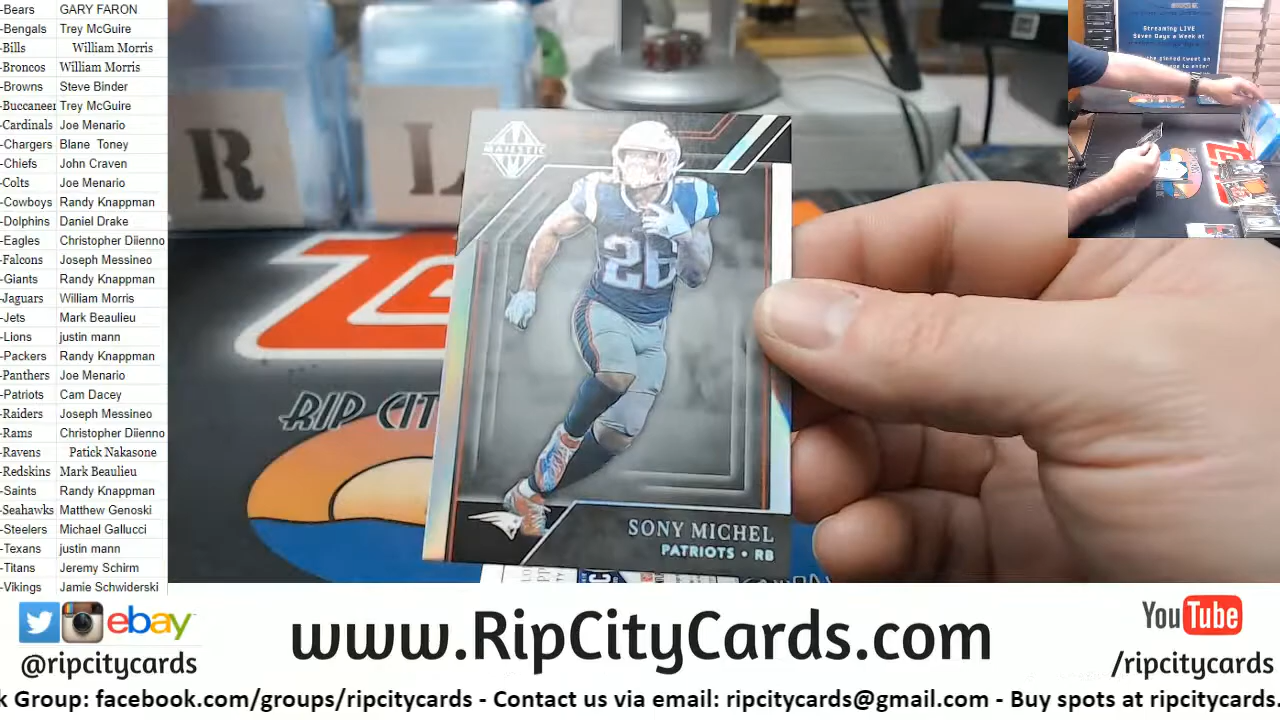 -Bears GARY FARON
-Bengals Trey McGuire
-Bills William Morris
-Broncos William Morris
-Browns Steve Binder
-Buccaneer Trey McGuire
-Cardinals Joe Menario
-Chargers Blane Toney
-Chiefs John Craven
-Colts Joe Menario
-Cowboys Randy Knappman
-Dolphins Daniel Drake
-Eagles Christopher Diienno
-Falcons Joseph Messineo
-Giants Randy Knappman
-Jaguars William Morris
-Jets Mark Beaulieu
-Lions justin mann
-Packers Randy Knappman
-Panthers Joe Menario
-Patriots Cam Dacey
-Raiders Joseph Messineo
-Rams Christopher Diienno
-Ravens Patick Nakasone
-Redskins Mark Beaulieu
-Saints Randy Knappman
-Seahawks Matthew Genoski
-Steelers Michael Gallucci
-Texans justin mann
-Titans Jeremy Schirm
-Vikings Jamie Schwiderski
R
MAJESTIC
26
RIP CIT
SONY MICHEL
PATRIOTS • RB
Streaming LIVE
Seven Days a Week at
ebay
@ripcitycards
www.RipCityCards.com
YouTube
/ripcitycards
k Group: facebook.com/groups/ripcitycards - Contact us via email: ripcitycards@gmail.com - Buy spots at ripcitycards.